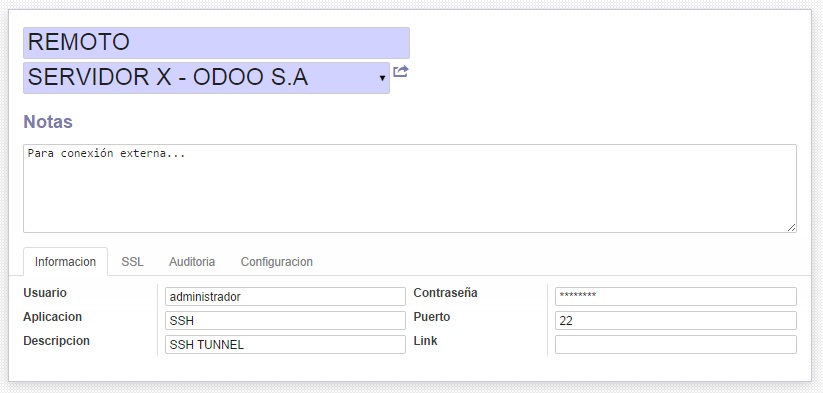 REMOTO
SERVIDOR X - ODOO S.A
Notas
Para conexión externa...
Informacion SSL Auditoria Configuracion
Usuario administrador Contraseña ********
Aplicacion SSH Puerto 22
Descripcion SSH TUNNEL Link